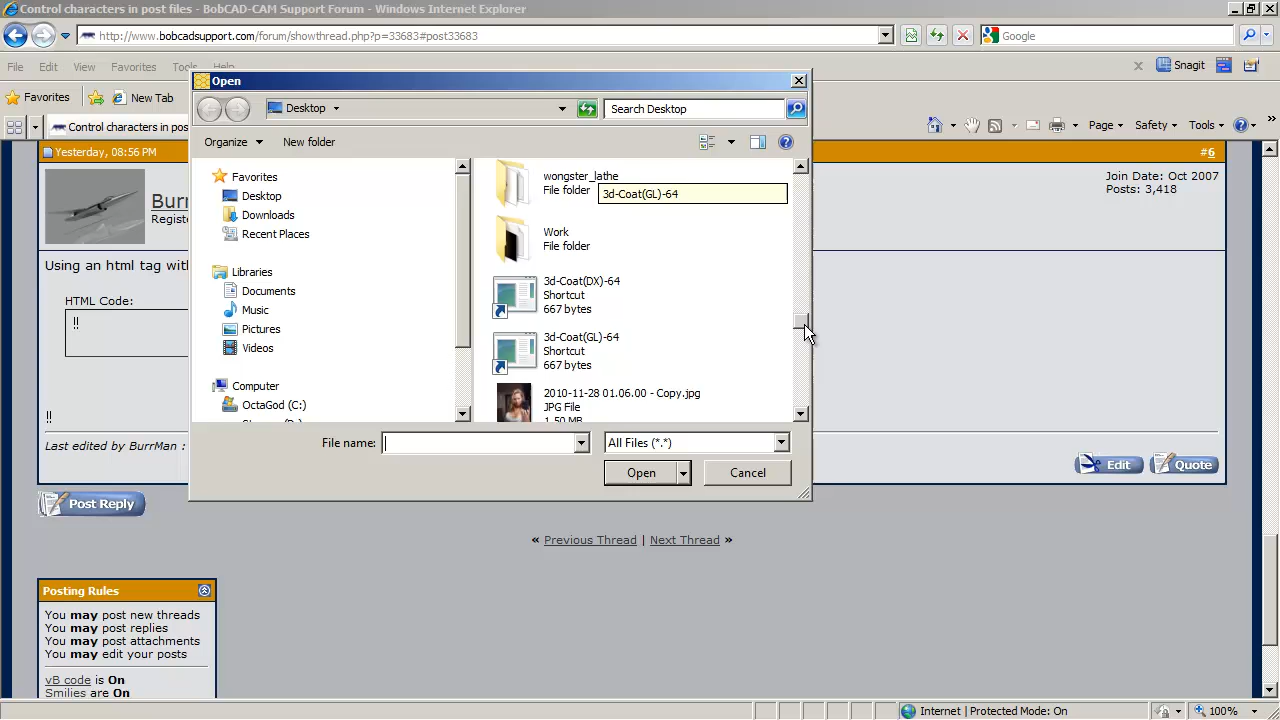 Control characters in post files - BobCAD-CAM Support Forum - Windows Internet Explorer
http://www.bobcadsupport.com/forum/showthread.php?p=33683#post33683
Google
File Edit View Favorites Tools Help
Snagit
Favorites New Tab
Control characters in pos
Page Safety Tools
Open
Desktop
Search Desktop
Organize New folder
Favorites
Desktop
Downloads
Recent Places
Libraries
Documents
Music
Pictures
Videos
Computer
OctaGod (C:)
wongster_lathe
File folder
3d-Coat(GL)-64
Work
File folder
3d-Coat(DX)-64
Shortcut
667 bytes
3d-Coat(GL)-64
Shortcut
667 bytes
2010-11-28 01.06.00 - Copy.jpg
JPG File
1.50 MB
File name:
All Files (*.*)
Open Cancel
Yesterday, 08:56 PM
#6
Burr
Registe
Join Date: Oct 2007
Posts: 3,418
Using an html tag with
HTML Code:
!!
!!
Last edited by BurrMan :
Edit Quote
Post Reply
« Previous Thread | Next Thread »
Posting Rules
You may post new threads
You may post replies
You may post attachments
You may edit your posts
vB code is On
Smilies are On
Internet | Protected Mode: On
100%